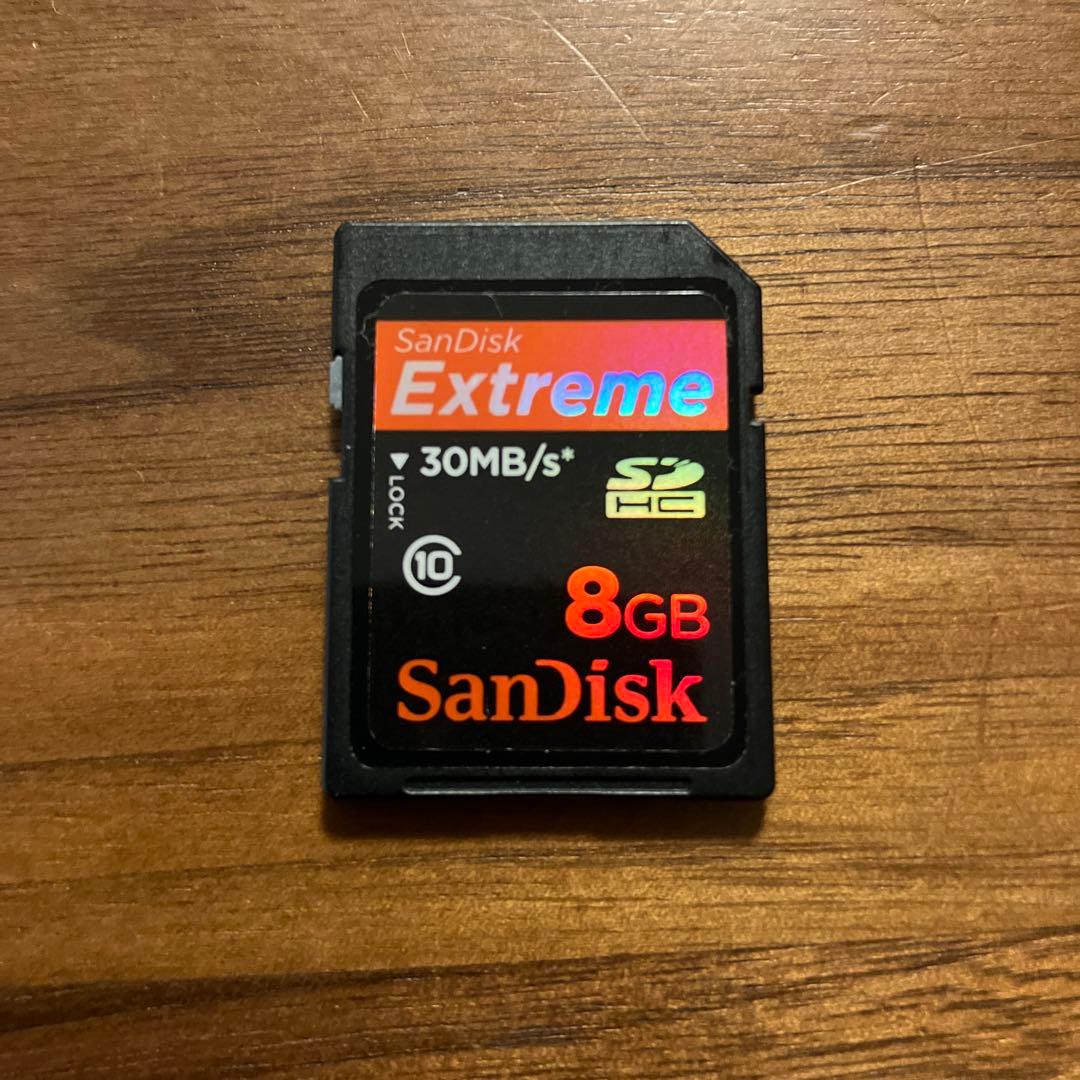 SanDisk
Extreme
▼ 30MB/s*
LOCK
SD
HC
10
8GB
SanDisk